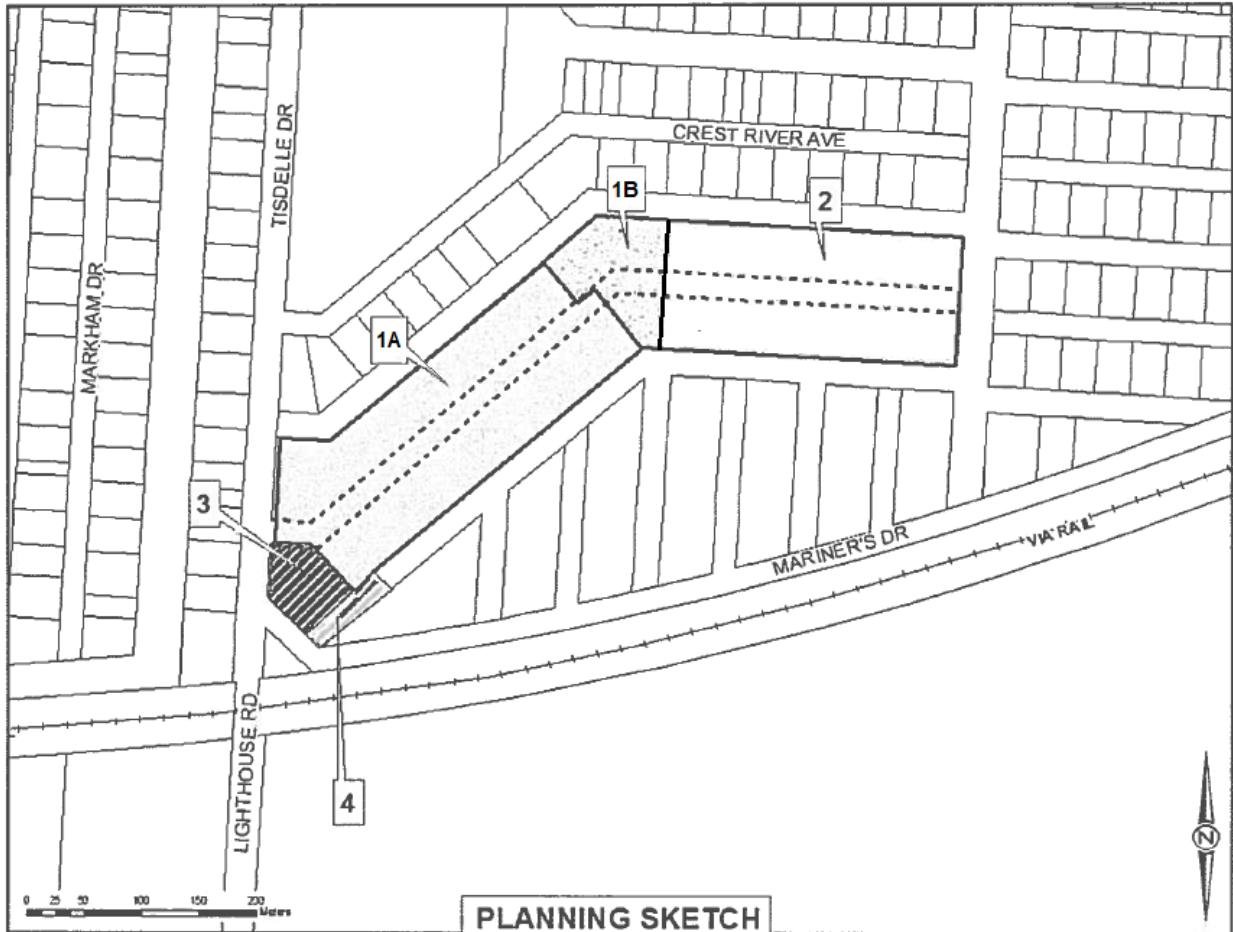 CREST RIVER AVE
TISDELLE DR
1B
2
MARKHAM DR
1A
3
MARINER'S DR
VIA RAIL
LIGHTHOUSE RD
4
N
0 25 50 100 150 200
Meters
PLANNING SKETCH